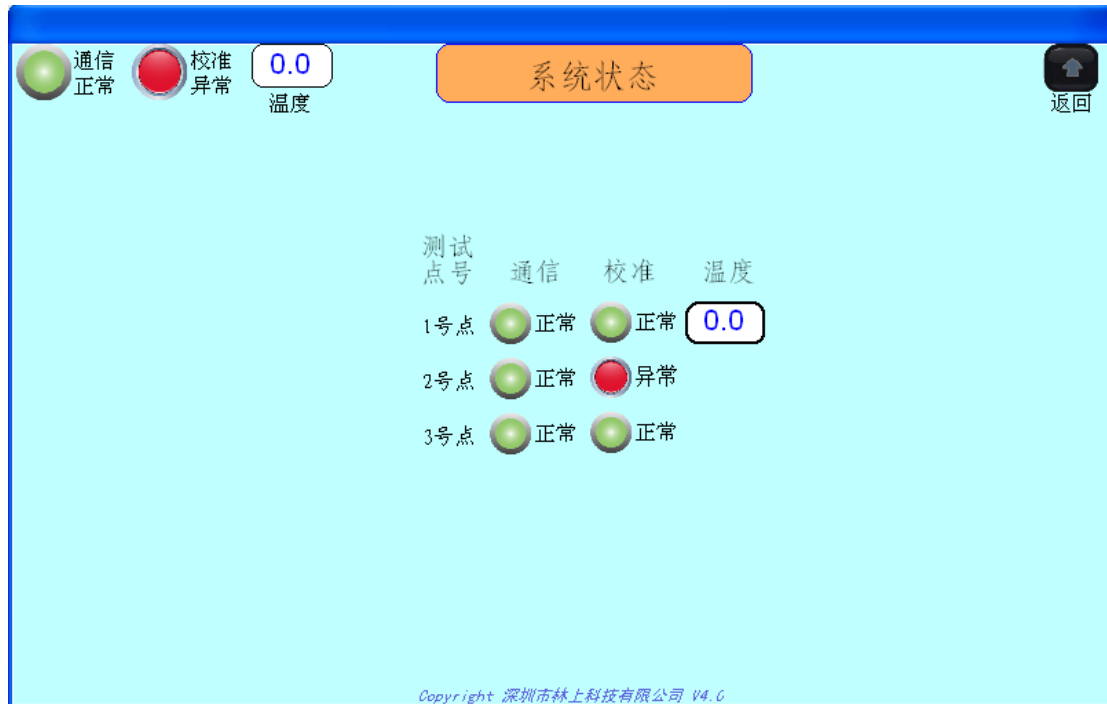 通信
正常
校准
异常
0.0
温度
系统状态
返回
测试
点号 通信 校准 温度
1号点 正常 正常 0.0
2号点 正常 异常
3号点 正常 正常
Copyright 深圳市林上科技有限公司